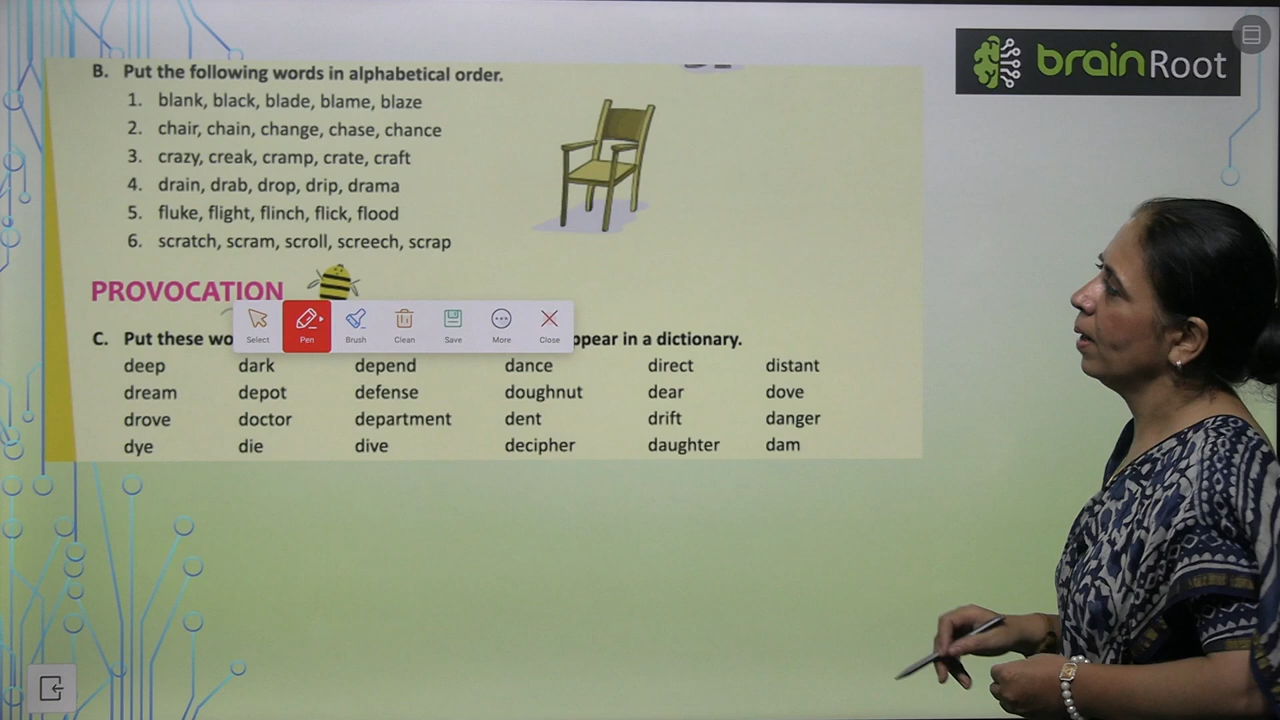 brainRoot
B. Put the following words in alphabetical order.
1. blank, black, blade, blame, blaze
2. chair, chain, change, chase, chance
3. crazy, creak, cramp, crate, craft
4. drain, drab, drop, drip, drama
5. fluke, flight, flinch, flick, flood
6. scratch, scram, scroll, screech, scrap
PROVOCATION
Select Pen Brush Clean Save More Close
C. Put these wo ppear in a dictionary.
deep dark depend dance direct distant
dream depot defense doughnut dear dove
drove doctor department dent drift danger
dye die dive decipher daughter dam